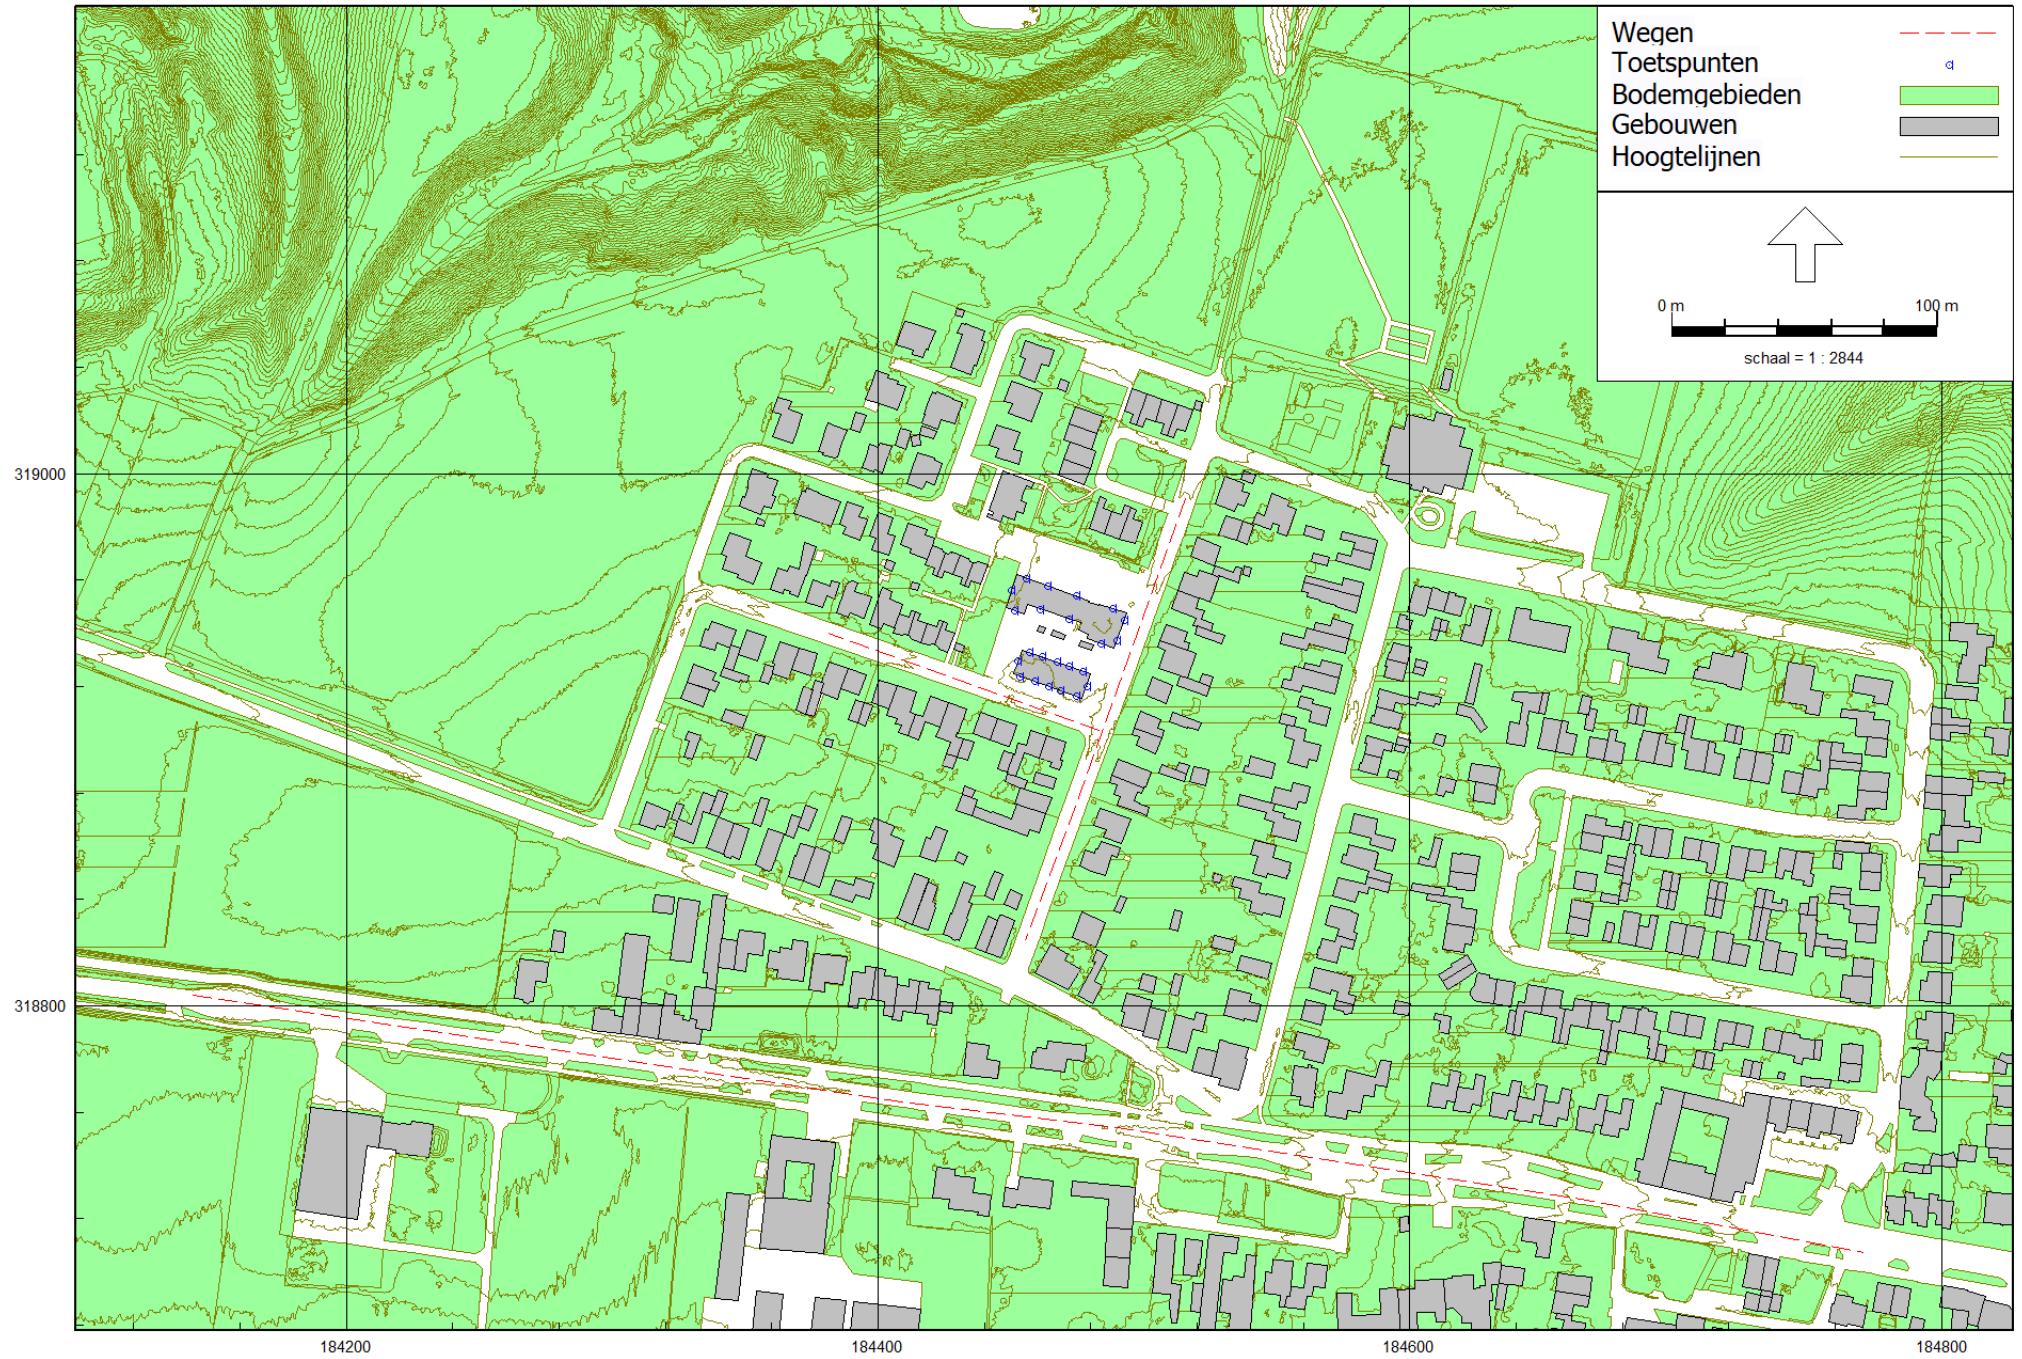 Wegen
Toetspunten
Bodemgebieden
Gebouwen
Hoogtelijnen
0 m 100 m
schaal = 1 : 2844
319000
318800
184200 184400 184600 184800